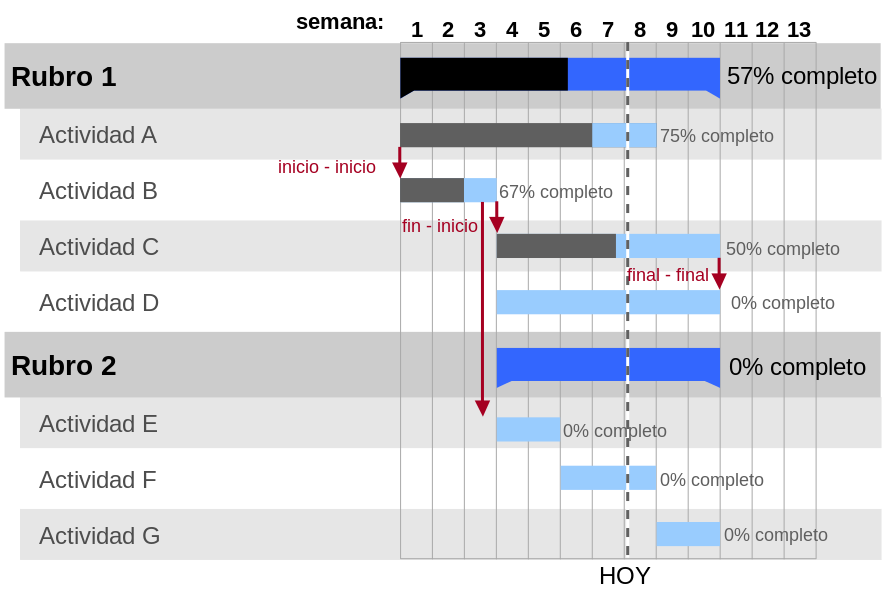 semana: 1 2 3 4 5 6 7 8 9 10 11 12 13
Rubro 1 57% completo
Actividad A 75% completo
inicio - inicio
Actividad B 67% completo
fin - inicio
Actividad C 50% completo
final - final
Actividad D 0% completo
Rubro 2 0% completo
Actividad E 0% completo
Actividad F 0% completo
Actividad G 0% completo
HOY